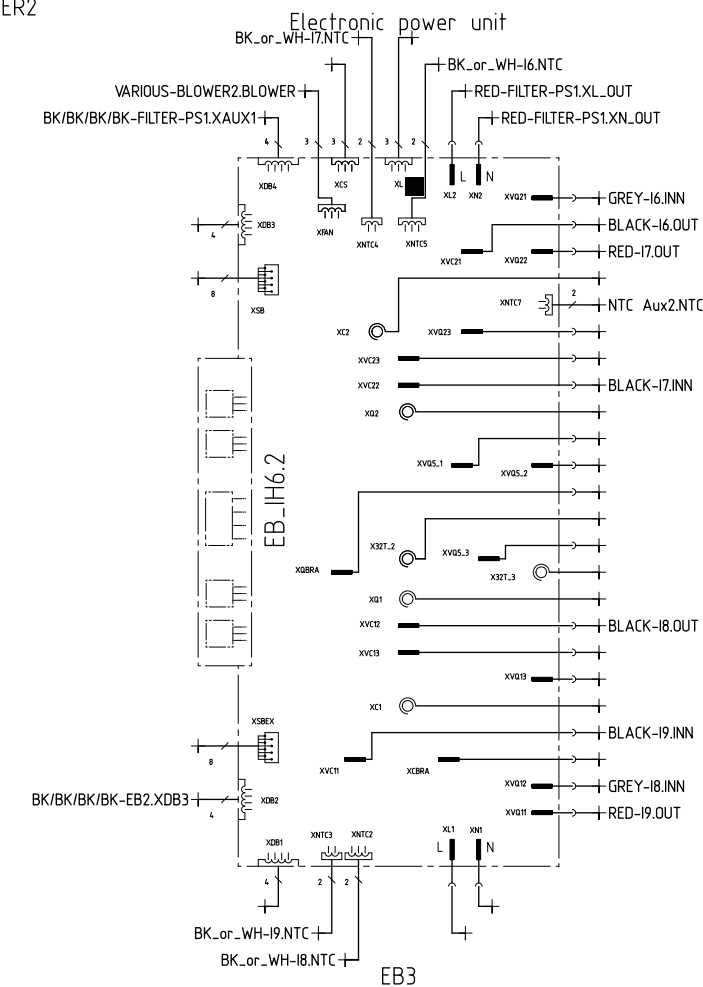 ER2
Electronic power unit
BK_or_WH-I7.NTC
BK_or_WH-I6.NTC
VARIOUS-BLOWER2.BLOWER
RED-FILTER-PS1.XL_OUT
BK/BK/BK/BK-FILTER-PS1.XAUX1
RED-FILTER-PS1.XN_OUT
4 3 3 2 3 2
XDB4 XCS XL XL2 L XN2 N XVQ21 GREY-I6.INN
XDB3 4 XFAN XNTC4 XNTC5 BLACK-I6.OUT
XVC21 XVQ22 RED-I7.OUT
8 XSB
XNTC7 2 NTC Aux2.NTC
XC2 XVQ23
XVC23
XVC22 BLACK-I7.INN
XQ2
XVQ5_1 XVQ5_2
EB_IH6.2
X32T_2 XVQ5_3
XQBRA X32T_3
XQ1
XVC12 BLACK-I8.OUT
XVC13
XVQ13
XC1
XSBEX
BLACK-I9.INN
8 XVC11 XCBRA
XVQ12 GREY-I8.INN
BK/BK/BK/BK-EB2.XDB3 4 XDB2 XVQ11 RED-I9.OUT
XDB1 XNTC3 XNTC2 XL1 XN1
L N
4 2 2
BK_or_WH-I9.NTC
BK_or_WH-I8.NTC
EB3